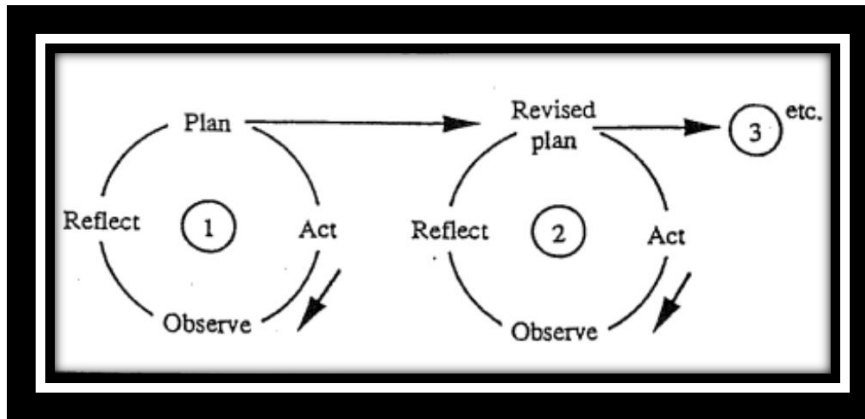 Plan
Reflect
1
Act
Observe
Revised
plan
Reflect
2
Act
Observe
3
etc.